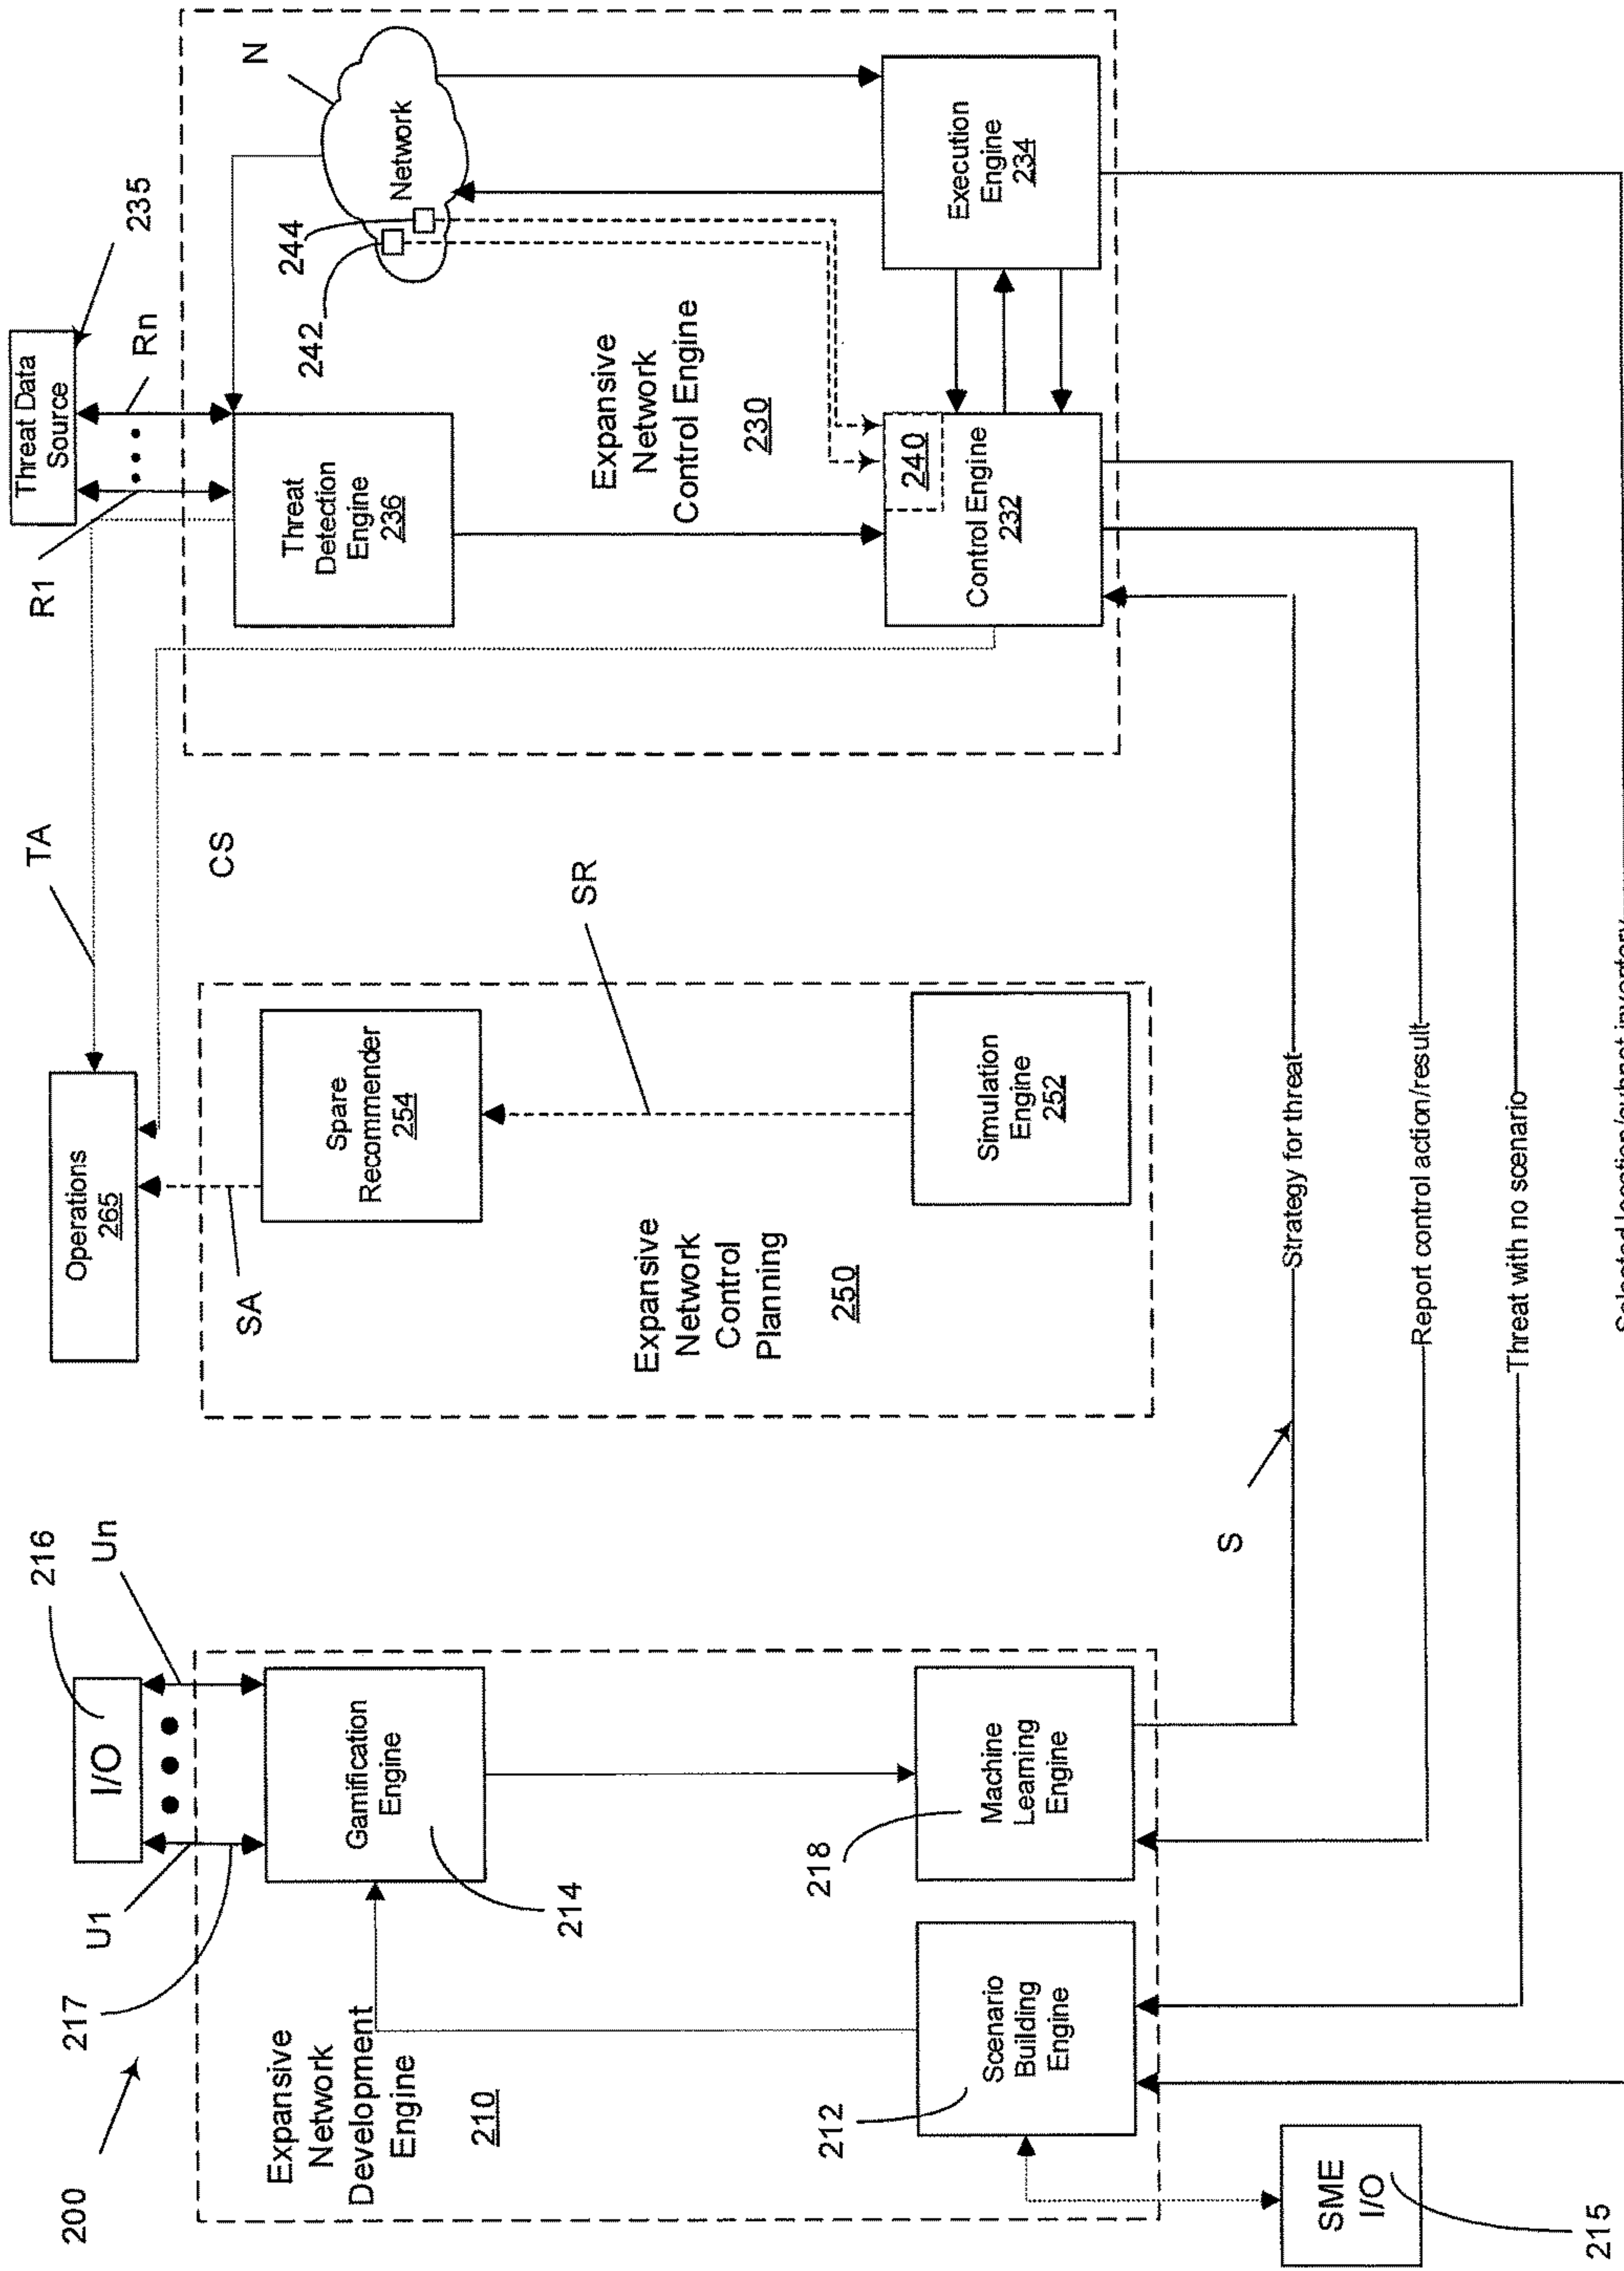 200
217
U1
I/O
216
Un
Expansive
Network
Development
Engine
210
Gamification
Engine
214
212
Scenario
Building
Engine
218
Machine
Learning
Engine
SME
I/O
215
Operations
265
SA
TA
Spare
Recommender
254
SR
Expansive
Network
Control
Planning
250
Simulation
Engine
252
CS
Threat Data
Source
235
R1
Rn
Threat
Detection
Engine
236
242
244
Network
N
Expansive
Network
Control Engine
230
240
Control Engine
232
Execution
Engine
234
S
Strategy for threat
Report control action/result
Threat with no scenario
Selected Location/subnet inventory